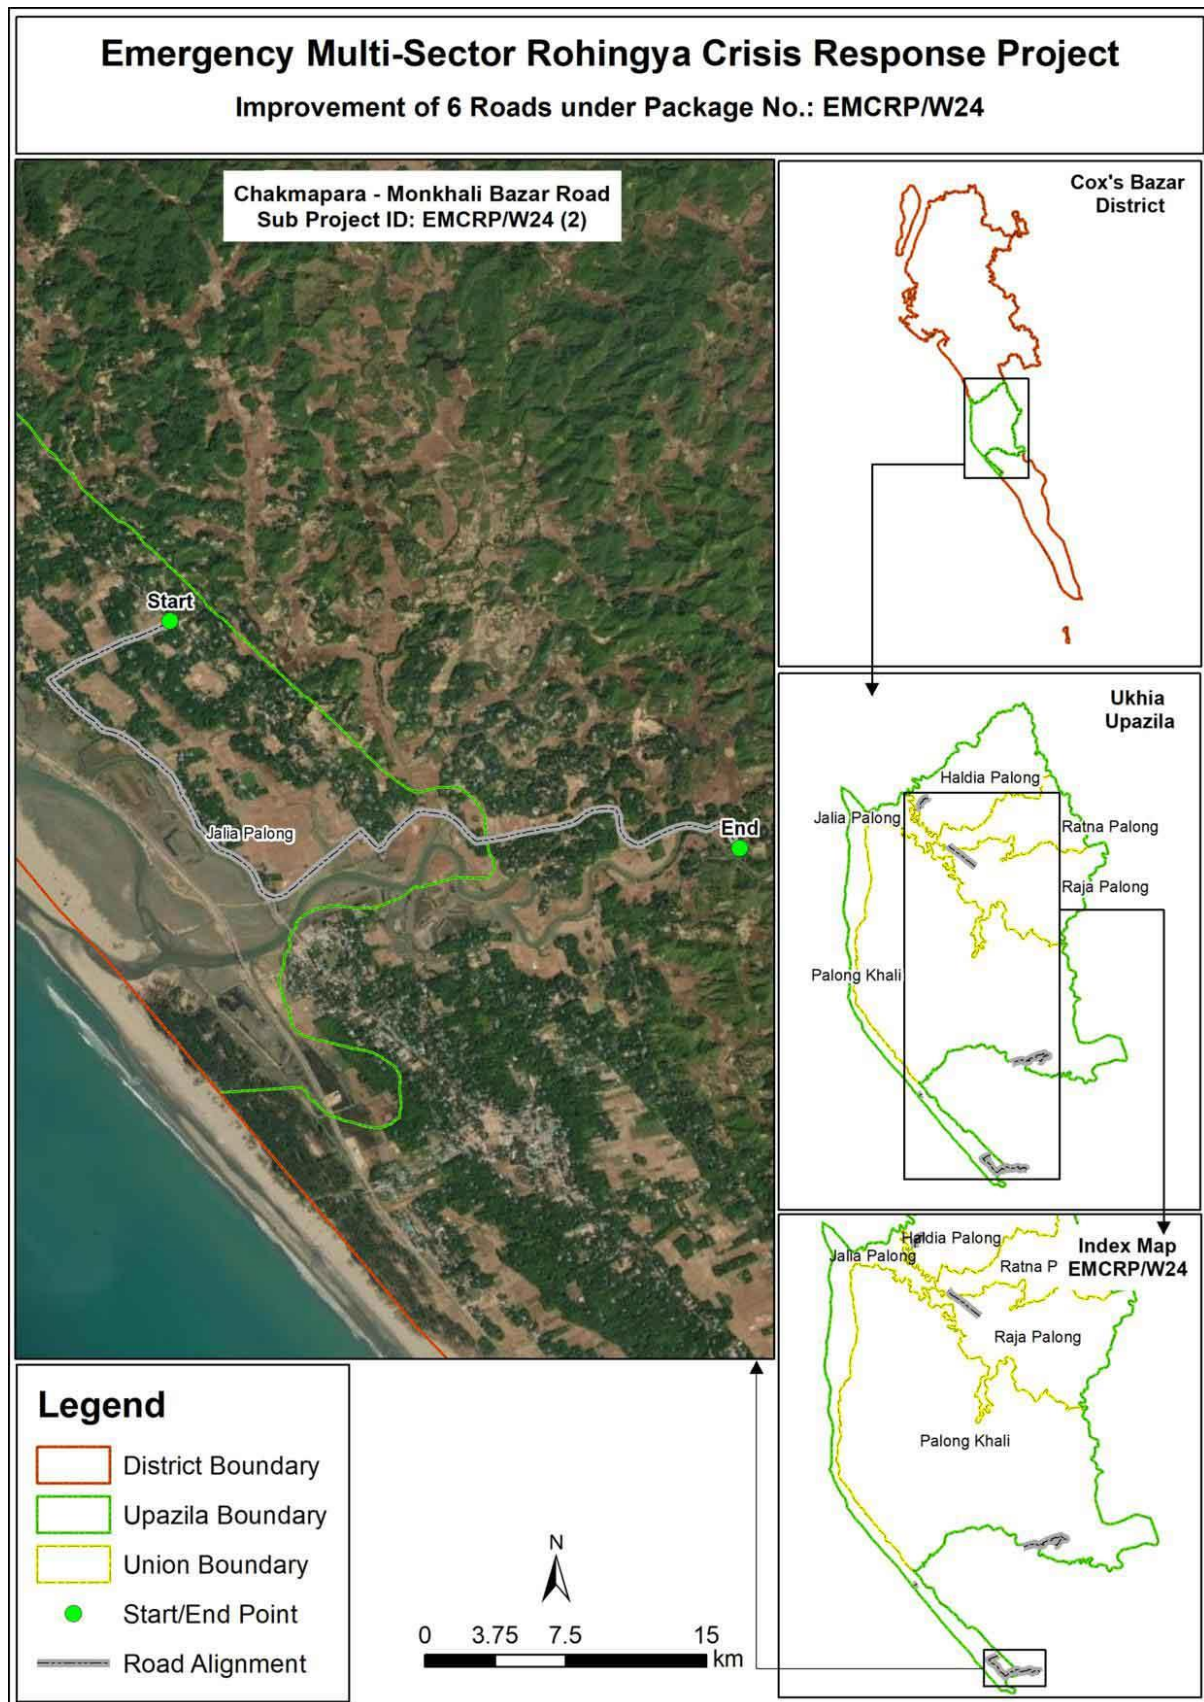 Emergency Multi-Sector Rohingya Crisis Response Project
Improvement of 6 Roads under Package No.: EMCRP/W24
Chakmapara - Monkhali Bazar Road
Sub Project ID: EMCRP/W24 (2)
Start
Jalia Palong
End
Cox's Bazar
District
Ukhia
Upazila
Haldia Palong
Jalia Palong
Ratna Palong
Raja Palong
Palong Khali
Index Map
EMCRP/W24
Haldia Palong
Jalia Palong
Ratna P
Raja Palong
Palong Khali
Legend
District Boundary
Upazila Boundary
Union Boundary
Start/End Point
Road Alignment
N
0 3.75 7.5 15
km